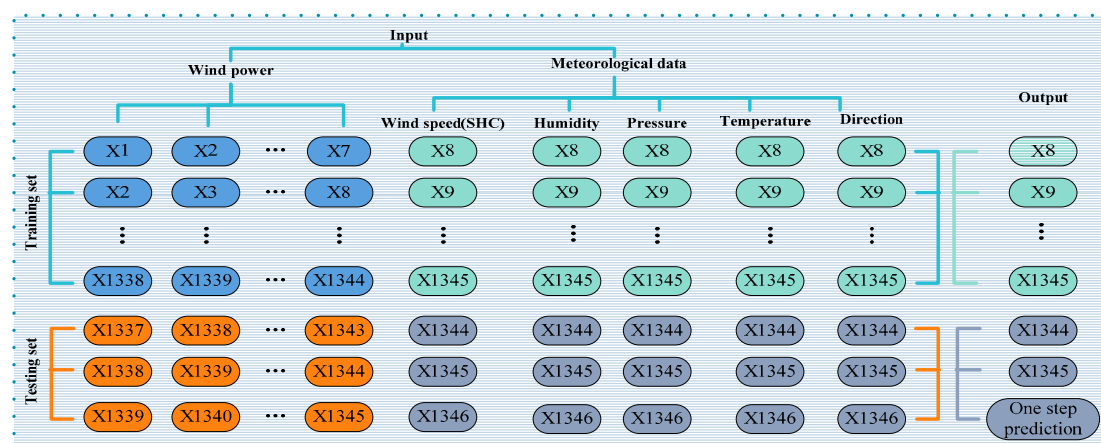 Input
Wind power
Meteorological data
Output
Wind speed(SHC) Humidity Pressure Temperature Direction
Training set
X1 X2 ... X7 X8 X8 X8 X8 X8 X8
X2 X3 ... X8 X9 X9 X9 X9 X9 X9
X1338 X1339 ... X1344 X1345 X1345 X1345 X1345 X1345 X1345
Testing set
X1337 X1338 ... X1343 X1344 X1344 X1344 X1344 X1344 X1344
X1338 X1339 ... X1344 X1345 X1345 X1345 X1345 X1345 X1345
X1339 X1340 ... X1345 X1346 X1346 X1346 X1346 X1346 One step
prediction